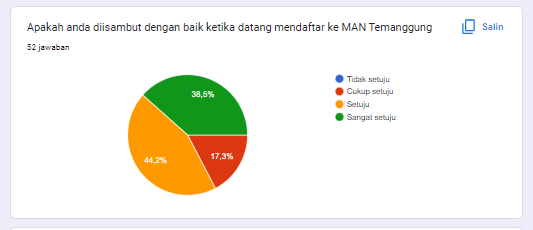 Apakah anda diisambut dengan baik ketika datang mendaftar ke MAN Temanggung
Salin
52 jawaban
38,5%
17,3%
44,2%
Tidak setuju
Cukup setuju
Setuju
Sangat setuju